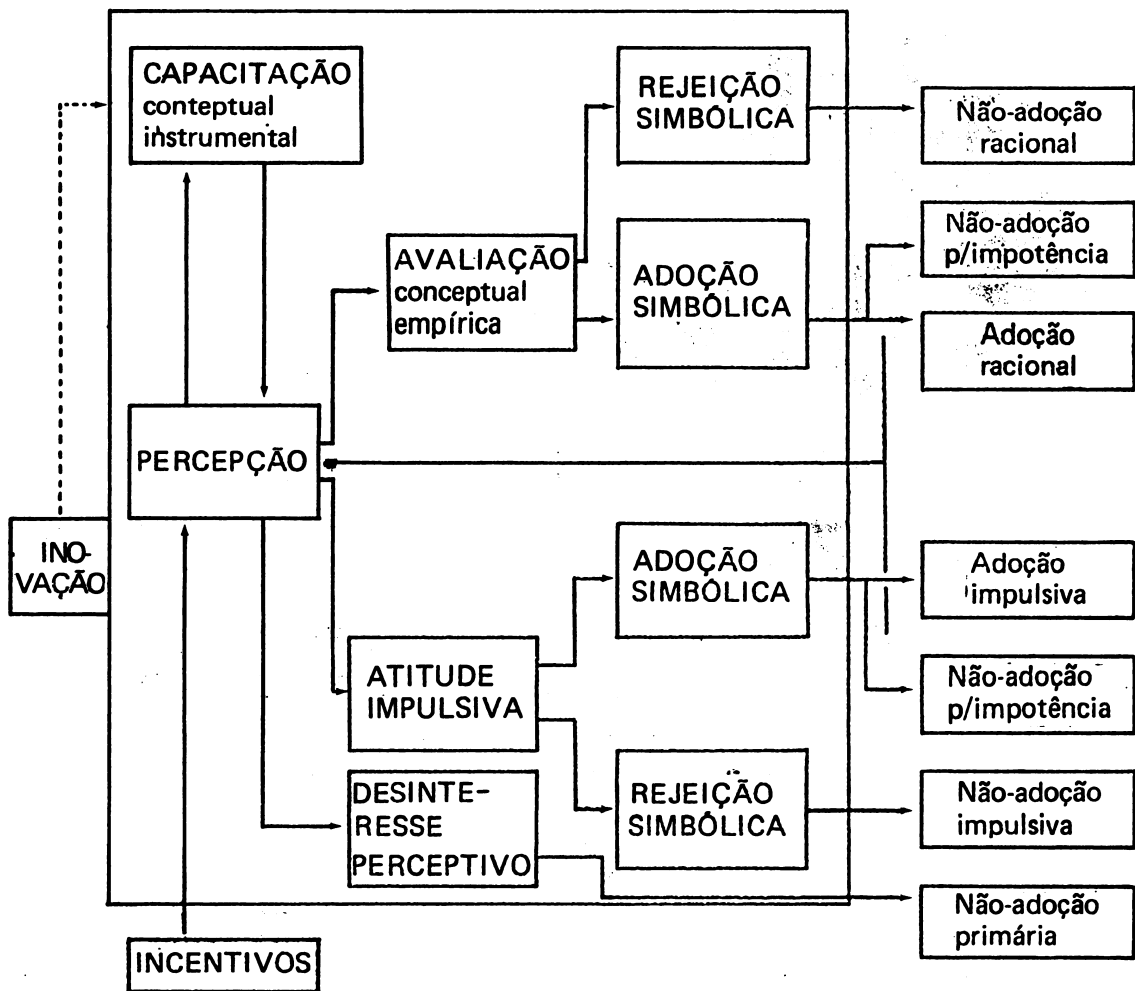 CAPACITAÇÃO
conteptual
instrumental
REJEIÇÃO
SIMBÓLICA
Não-adoção
racional
AVALIAÇÃO
conceptual
empírica
ADOÇÃO
SIMBÓLICA
Não-adoção
p/impotência
Adoção
racional
PERCEPÇÃO
INO-
VAÇÃO
ADOÇÃO
SIMBÓLICA
Adoção
impulsiva
ATITUDE
IMPULSIVA
Não-adoção
p/impotência
DESINTE-
RESSE
PERCEPTIVO
REJEIÇÃO
SIMBÓLICA
Não-adoção
impulsiva
Não-adoção
primária
INCENTIVOS